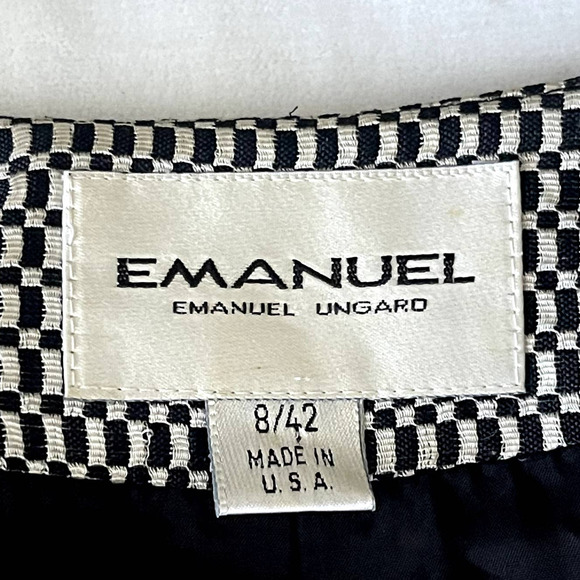 EMANUEL
EMANUEL UNGARO
8/42
MADE IN
U.S.A.